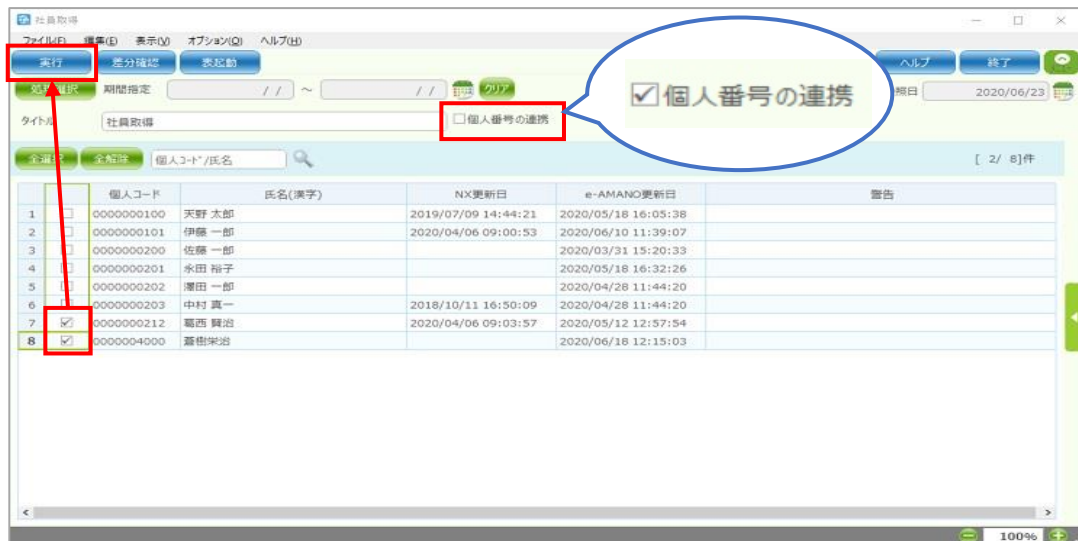 社員取得
ファイル(F) 編集(E) 表示(V) オプション(O) ヘルプ(H)
実行 差分確認 表起動 ヘルプ 終了
期間指定 / / ～ / / クリア 照日 2020/06/23
タイトル 社員取得 □個人番号の連携
☑個人番号の連携
全選択 全解除 個人コード/氏名 [ 2/ 8]件
個人コード 氏名(漢字) NX更新日 e-AMANO更新日 警告
1 0000000100 天野 太郎 2019/07/09 14:44:21 2020/05/18 16:05:38
2 0000000101 伊藤 一郎 2020/04/06 09:00:53 2020/06/10 11:39:07
3 0000000200 佐藤 一郎 2020/03/31 15:20:33
4 0000000201 永田 裕子 2020/05/18 16:32:26
5 0000000202 澤田 一郎 2020/04/28 11:44:20
6 0000000203 中村 真一 2018/10/11 16:50:09 2020/04/28 11:44:20
7 ☑ 0000000212 葛西 賢治 2020/04/06 09:03:57 2020/05/12 12:57:54
8 ☑ 0000004000 蒼樹栄治 2020/06/18 12:15:03
100%